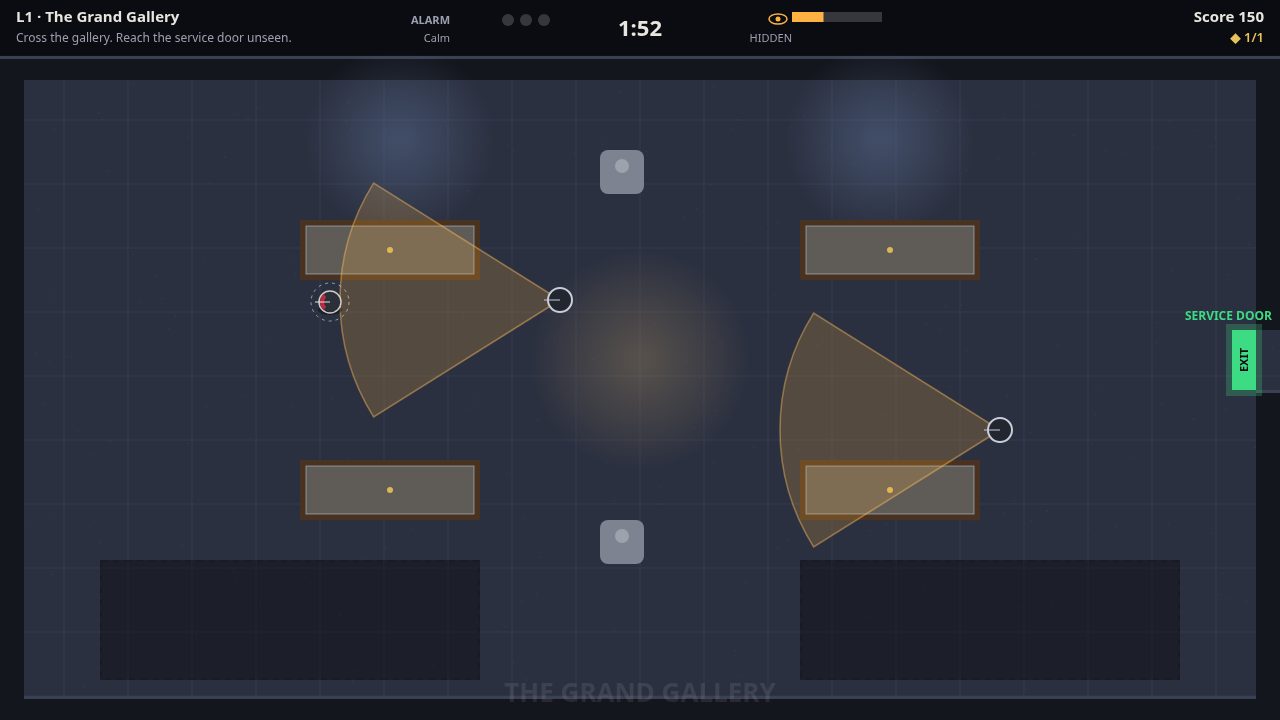 L1 · The Grand Gallery
Cross the gallery. Reach the service door unseen.
ALARM
Calm
1:52
HIDDEN
Score 150
◆ 1/1
SERVICE DOOR
EXIT
THE GRAND GALLERY